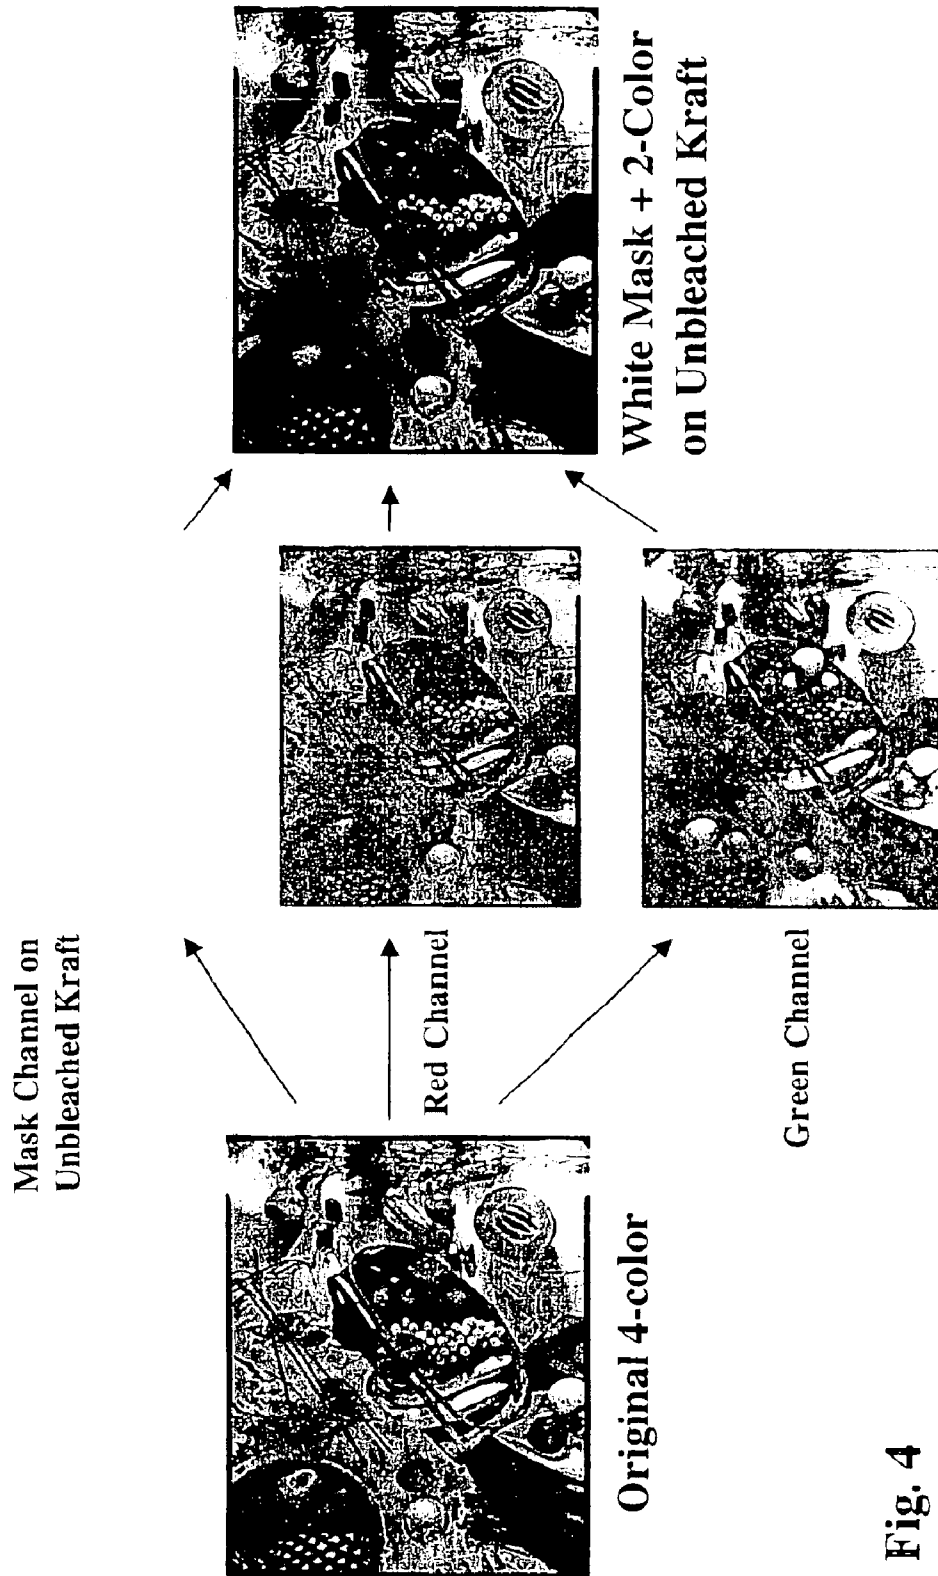 Mask Channel on
Unbleached Kraft
Red Channel
Green Channel
Original 4-color
White Mask + 2-Color
on Unbleached Kraft
Fig. 4